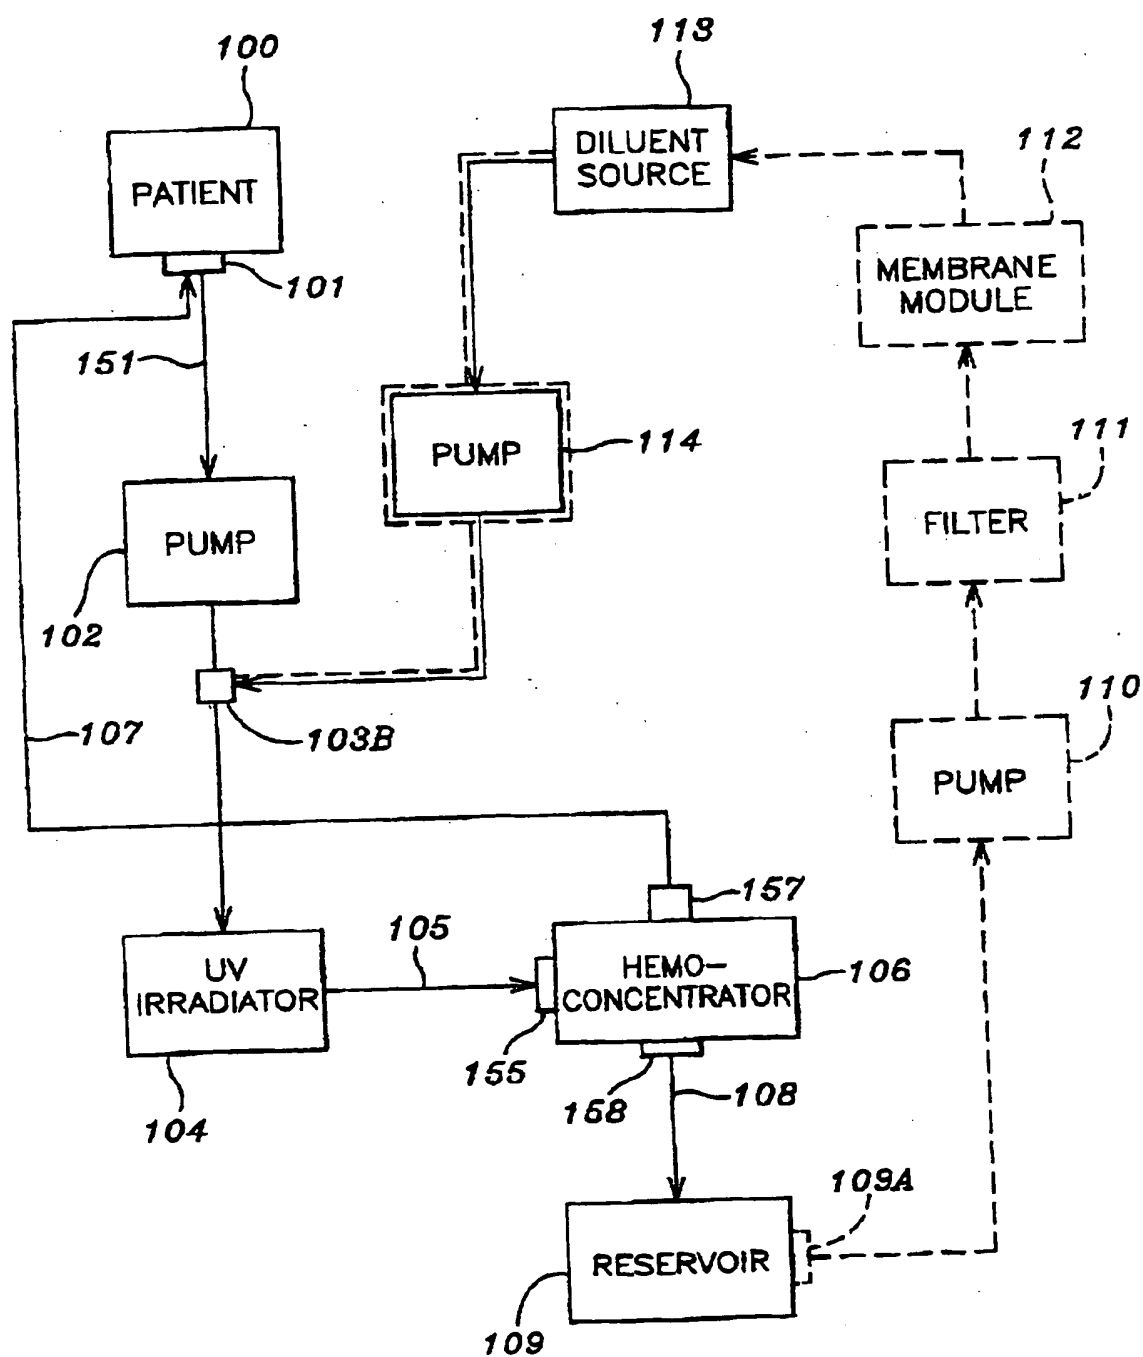 100
113
DILUENT
SOURCE
112
PATIENT
101
MEMBRANE
MODULE
151
114
PUMP
111
FILTER
PUMP
102
110
107
103B
PUMP
157
105
UV
IRRADIATOR
HEMO-
CONCENTRATOR
106
155
158
108
104
109A
RESERVOIR
109